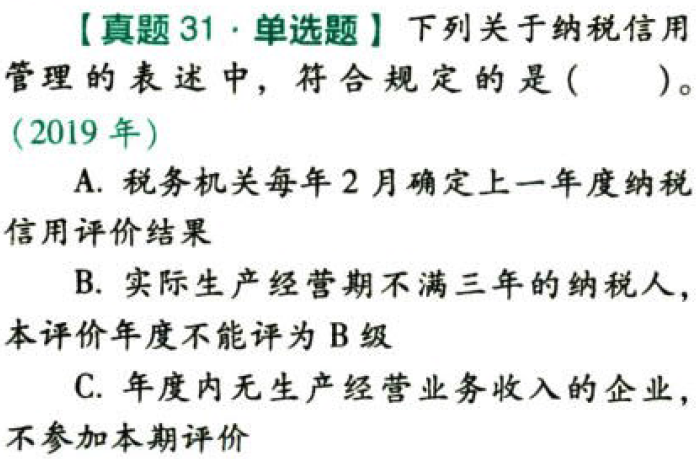 【真题 31·单选题】下列关于纳税信用
管理的表述中，符合规定的是(　　)。
(2019 年)
A. 税务机关每年 2 月确定上一年度纳税
信用评价结果
B. 实际生产经营期不满三年的纳税人，
本评价年度不能评为 B 级
C. 年度内无生产经营业务收入的企业，
不参加本期评价